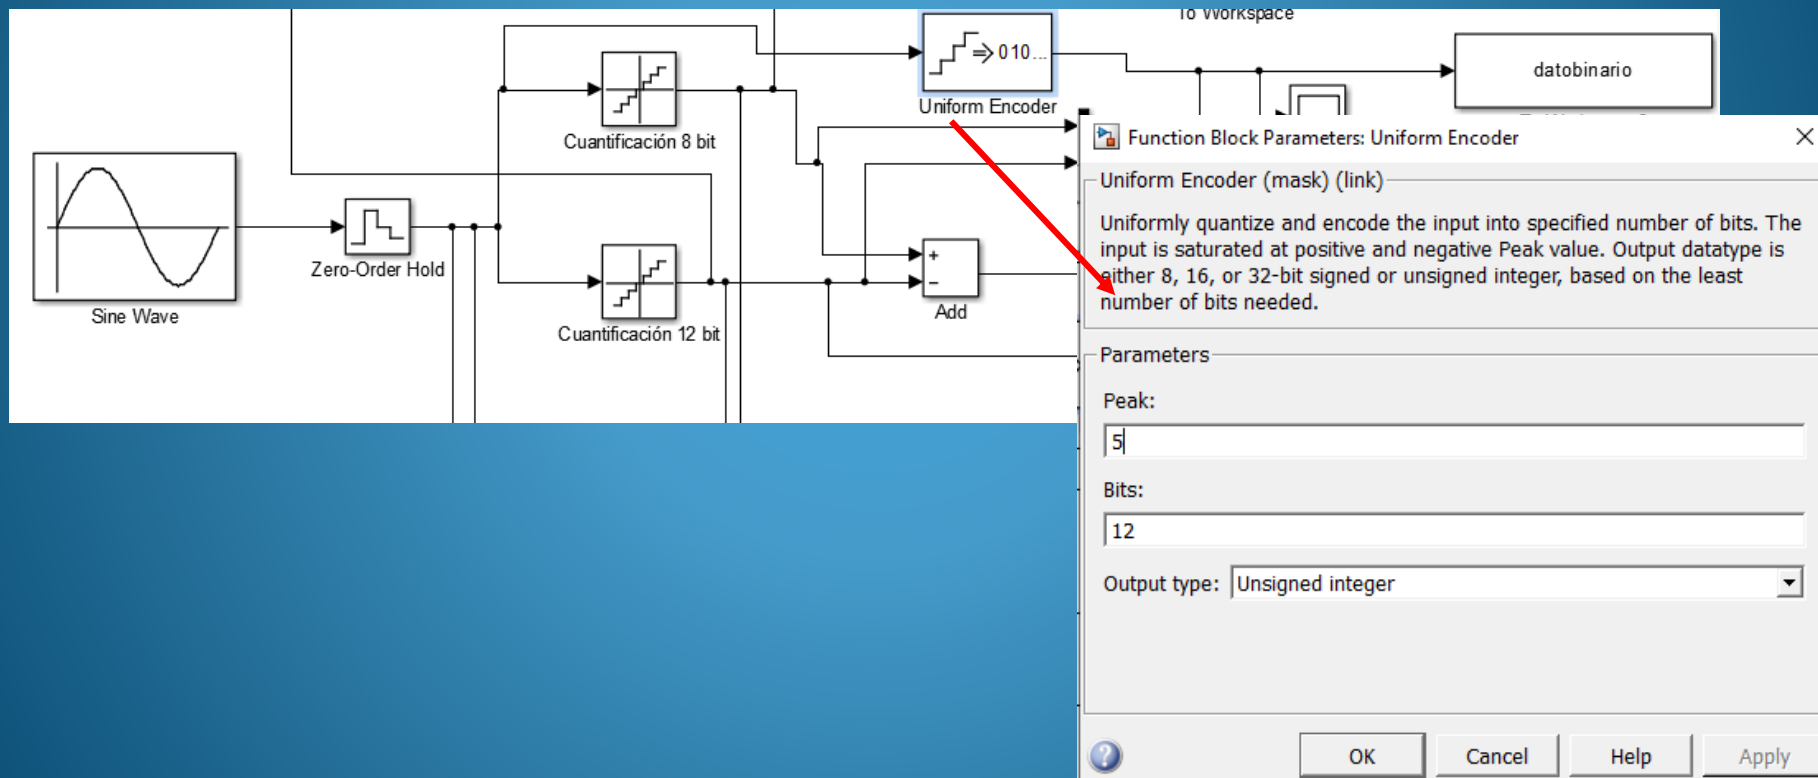 To Workspace
010...
Uniform Encoder
datobinario
Cuantificación 8 bit
Sine Wave
Zero-Order Hold
Cuantificación 12 bit
+
−
Add
Function Block Parameters: Uniform Encoder
Uniform Encoder (mask) (link)
Uniformly quantize and encode the input into specified number of bits. The
input is saturated at positive and negative Peak value. Output datatype is
either 8, 16, or 32-bit signed or unsigned integer, based on the least
number of bits needed.
Parameters
Peak:
5
Bits:
12
Output type: Unsigned integer
OK Cancel Help Apply